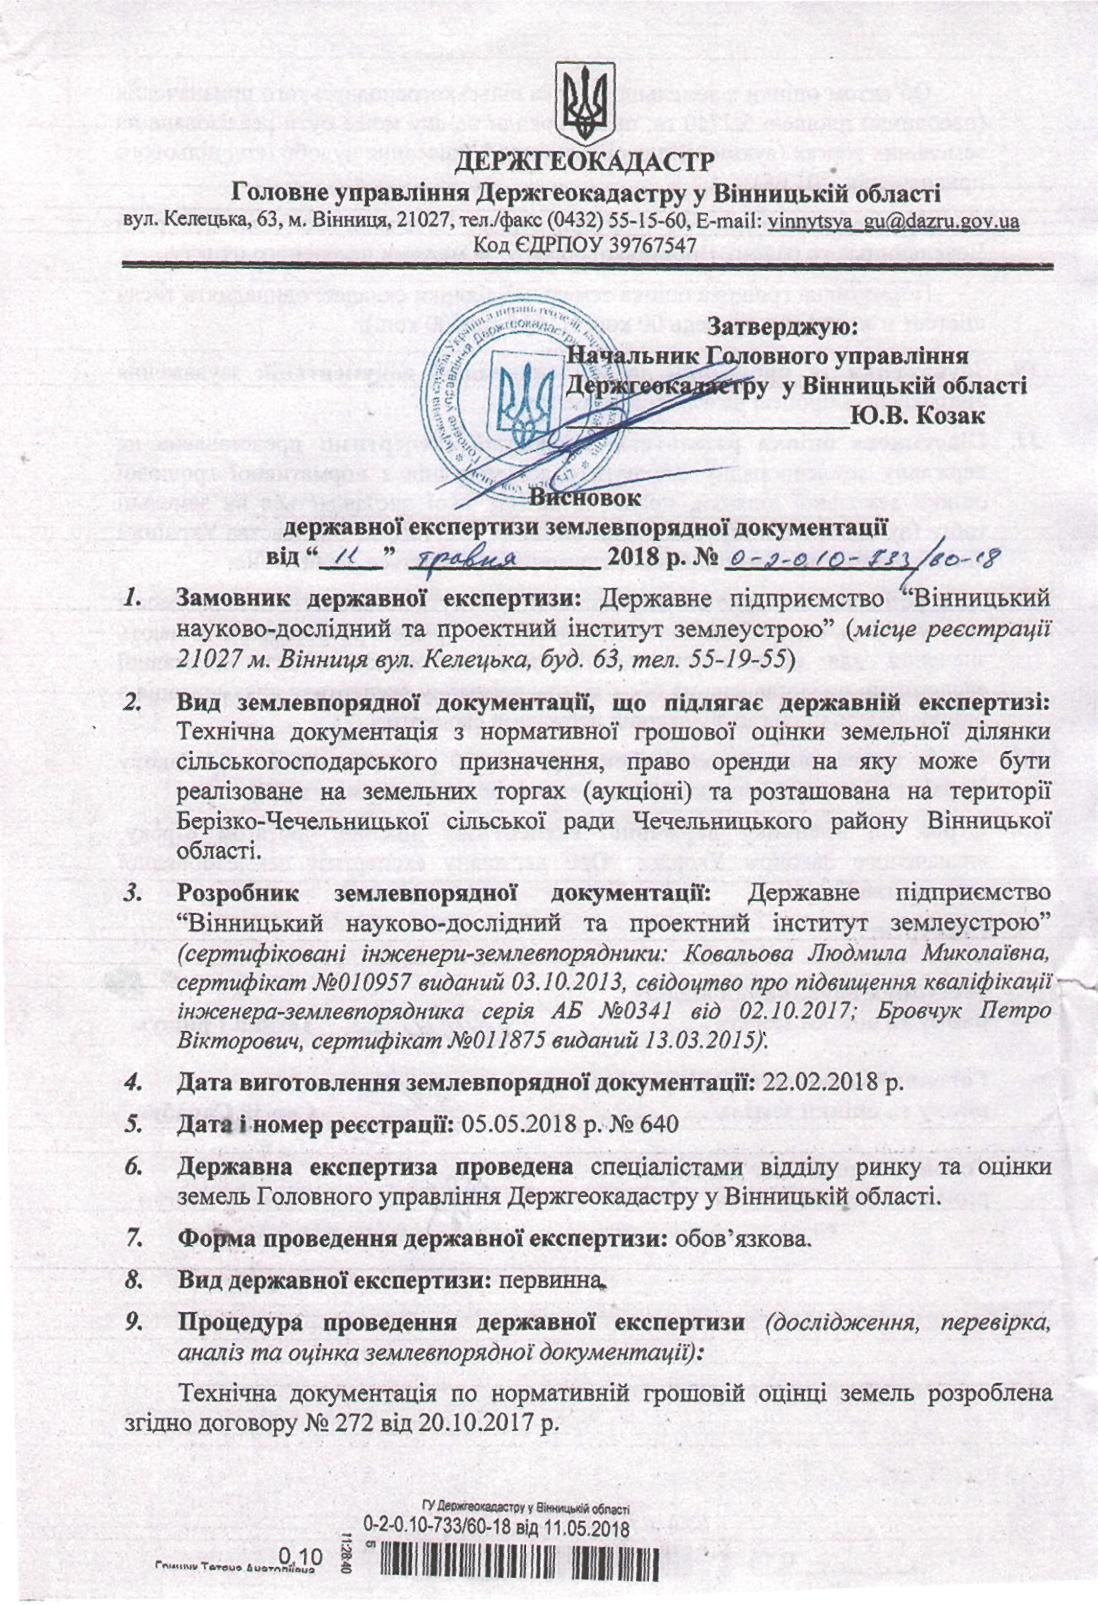 ДЕРЖГЕОКАДАСТР
Головне управління Держгеокадастру у Вінницькій області
вул. Келецька, 63, м. Вінниця, 21027, тел./факс (0432) 55-15-60, E-mail: vinnytsya_gu@dazru.gov.ua
Код ЄДРПОУ 39767547
Затверджую:
Начальник Головного управління
Держгеокадастру у Вінницькій області
Ю.В. Козак
Висновок
державної експертизи землевпорядної документації
від “ 11 ” травня 2018 р. № 0-2-0.10-733/60-18
1. Замовник державної експертизи: Державне підприємство “Вінницький
науково-дослідний та проектний інститут землеустрою” (місце реєстрації
21027 м. Вінниця вул. Келецька, буд. 63, тел. 55-19-55)
2. Вид землевпорядної документації, що підлягає державній експертизі:
Технічна документація з нормативної грошової оцінки земельної ділянки
сільськогосподарського призначення, право оренди на яку може бути
реалізоване на земельних торгах (аукціоні) та розташована на території
Берізко-Чечельницької сільської ради Чечельницького району Вінницької
області.
3. Розробник землевпорядної документації: Державне підприємство
“Вінницький науково-дослідний та проектний інститут землеустрою”
(сертифіковані інженери-землевпорядники: Ковальова Людмила Миколаївна,
сертифікат №010957 виданий 03.10.2013, свідоцтво про підвищення кваліфікації
інженера-землевпорядника серія АБ №0341 від 02.10.2017; Бровчук Петро
Вікторович, сертифікат №011875 виданий 13.03.2015).
4. Дата виготовлення землевпорядної документації: 22.02.2018 р.
5. Дата і номер реєстрації: 05.05.2018 р. № 640
6. Державна експертиза проведена спеціалістами відділу ринку та оцінки
земель Головного управління Держгеокадастру у Вінницькій області.
7. Форма проведення державної експертизи: обов’язкова.
8. Вид державної експертизи: первинна.
9. Процедура проведення державної експертизи (дослідження, перевірка,
аналіз та оцінка землевпорядної документації):
Технічна документація по нормативній грошовій оцінці земель розроблена
згідно договору № 272 від 20.10.2017 р.
ГУ Держгеокадастру у Вінницькій області
0-2-0.10-733/60-18 від 11.05.2018
СЛ
11:28:40
0,10